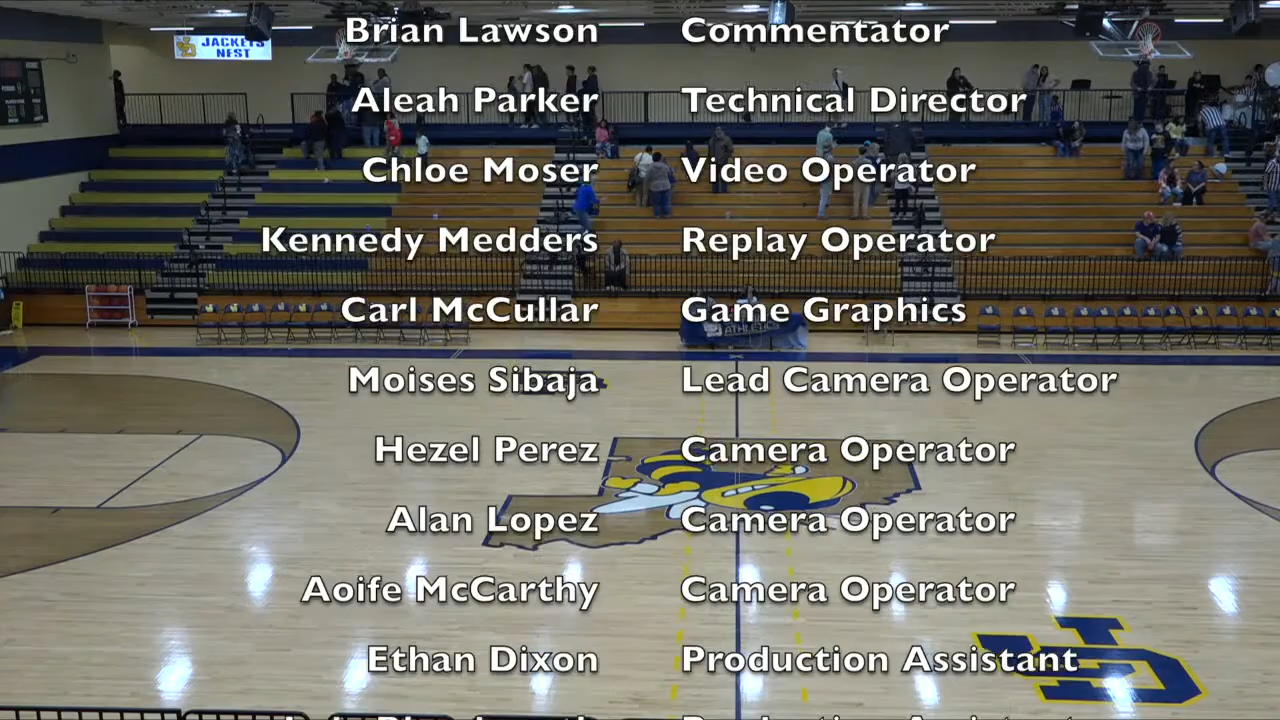 Brian Lawson Commentator
JACKETS
NEST
Aleah Parker Technical Director
Chloe Moser Video Operator
Kennedy Medders Replay Operator
Carl McCullar Game Graphics
ATHLETICS
Moises Sibaja Lead Camera Operator
Hezel Perez Camera Operator
Alan Lopez Camera Operator
Aoife McCarthy Camera Operator
Ethan Dixon Production Assistant